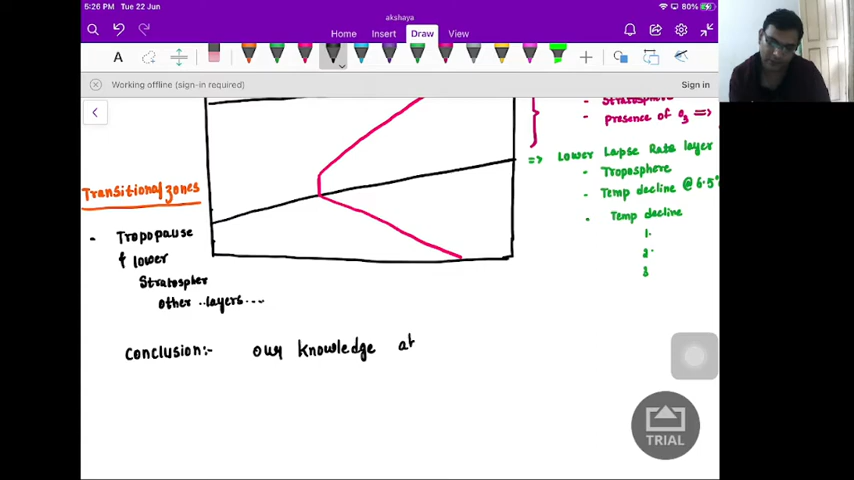 5:26 PM Tue 22 Jun
80%
akshaya
Home Insert Draw View
A
Working offline (sign-in required)
Sign in
- Stratosphere
- Presence of O3 =>
=> Lower Lapse Rate layer
- Troposphere
- Temp decline @ 6.5°
- Temp decline
1.
2.
3
Transitional zones
- Tropopause
& lower
Stratospher
other ..layers....
Conclusion:- our knowledge at
TRIAL